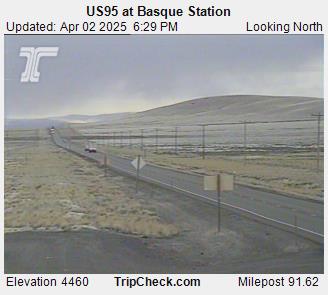 US95 at Basque Station
Updated: Apr 02 2025  6:29 PM Looking North
Elevation 4460 TripCheck.com Milepost 91.62